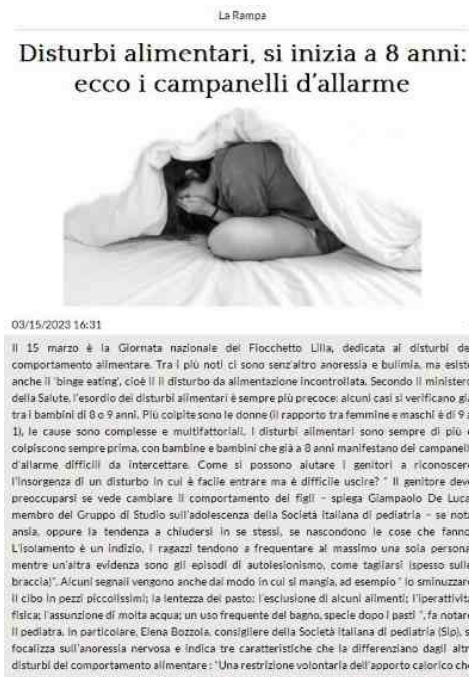 La Rampa
Disturbi alimentari, si inizia a 8 anni:
ecco i campanelli d'allarme
03/15/2023 16:31
Il 15 marzo è la Giornata nazionale del Fiocchetto Lilla, dedicata ai disturbi de
comportamento alimentare. Tra i più noti ci sono senz'altro anoressia e bulimia, ma esiste
anche il 'binge eating', cioè il il disturbo da alimentazione incontrollata. Secondo il ministero
della Salute, l'esordio dei disturbi alimentari è sempre più precoce: alcuni casi si verificano già
tra i bambini di 8 o 9 anni. Più colpite sono le donne (il rapporto tra femmine e maschi è di 9 a
1), le cause sono complesse e multifattoriali. I disturbi alimentari sono sempre di più e
colpiscono sempre prima, con bambine e bambini che già a 8 anni manifestano dei campanelli
d'allarme difficili da intercettare. Come si possono aiutare i genitori a riconoscere
l'insorgenza di un disturbo in cui è facile entrare ma è difficile uscire? " Il genitore deve
preoccuparsi se vede cambiare il comportamento dei figli – spiega Giampaolo De Luca,
membro del Gruppo di Studio sull'adolescenza della Società italiana di pediatria – se nota
ansia, oppure la tendenza a chiudersi in se stessi, se nascondono le cose che fanno.
L'isolamento è un indizio, i ragazzi tendono a frequentare al massimo una sola persona,
mentre un'altra evidenza sono gli episodi di autolesionismo, come tagliarsi (spesso sulle
braccia)". Alcuni segnali vengono anche dal modo in cui si mangia, ad esempio " lo sminuzzare
il cibo in pezzi piccolissimi; la lentezza del pasto; l'esclusione di alcuni alimenti; l'iperattività
fisica; l'assunzione di molta acqua; un uso frequente del bagno, specie dopo i pasti ", fa notare
il pediatra. In particolare, Elena Bozzola, consigliere della Società italiana di pediatria (Sip), si
focalizza sull'anoressia nervosa e indica tre caratteristiche che la differenziano dagli altri
disturbi del comportamento alimentare : "Una restrizione volontaria dell'apporto calorico che